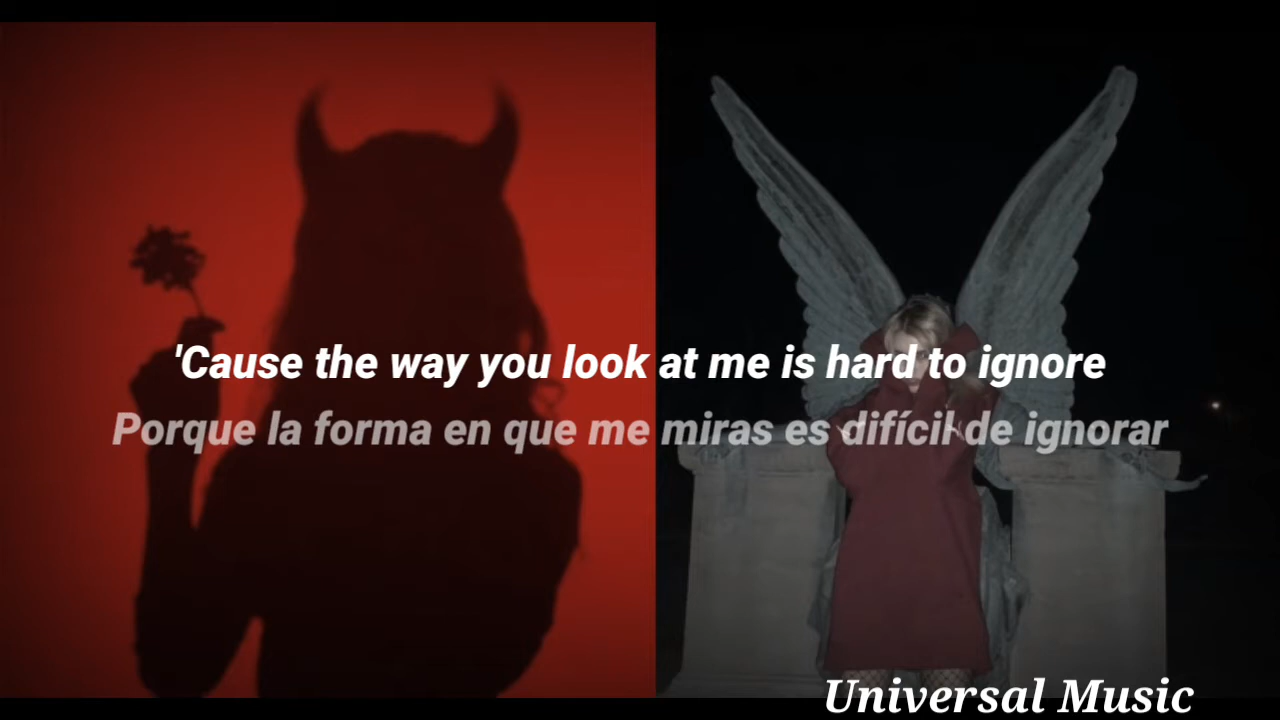 'Cause the way you look at me is hard to ignore
Porque la forma en que me miras es difícil de ignorar
Universal Music